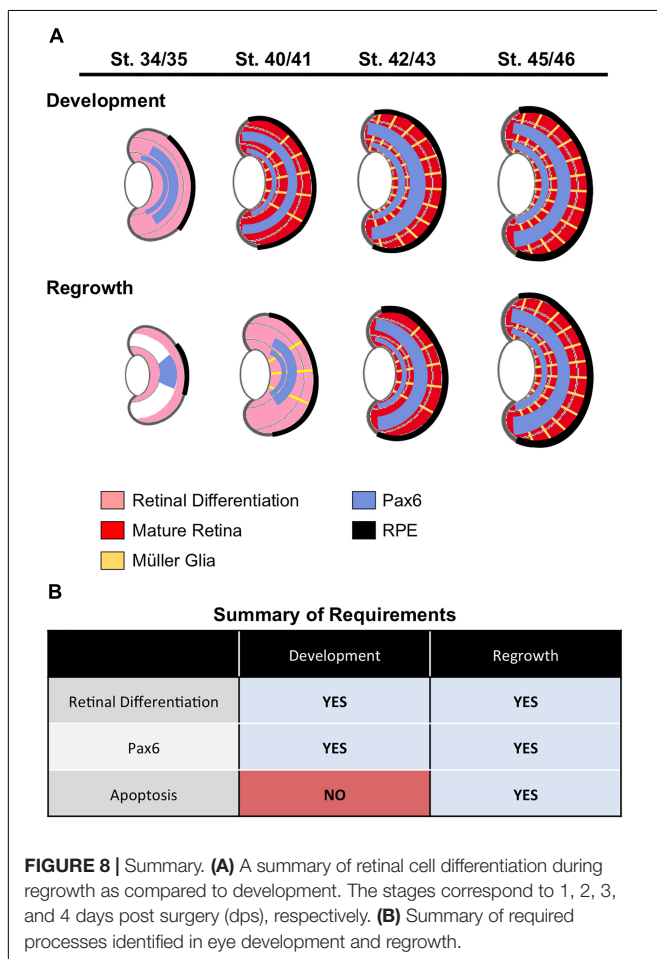 A
St. 34/35 St. 40/41 St. 42/43 St. 45/46
Development
Regrowth
Retinal Differentiation Pax6
Mature Retina RPE
Müller Glia
B
Summary of Requirements
Development Regrowth
Retinal Differentiation YES YES
Pax6 YES YES
Apoptosis NO YES
FIGURE 8 | Summary. (A) A summary of retinal cell differentiation during
regrowth as compared to development. The stages correspond to 1, 2, 3,
and 4 days post surgery (dps), respectively. (B) Summary of required
processes identified in eye development and regrowth.